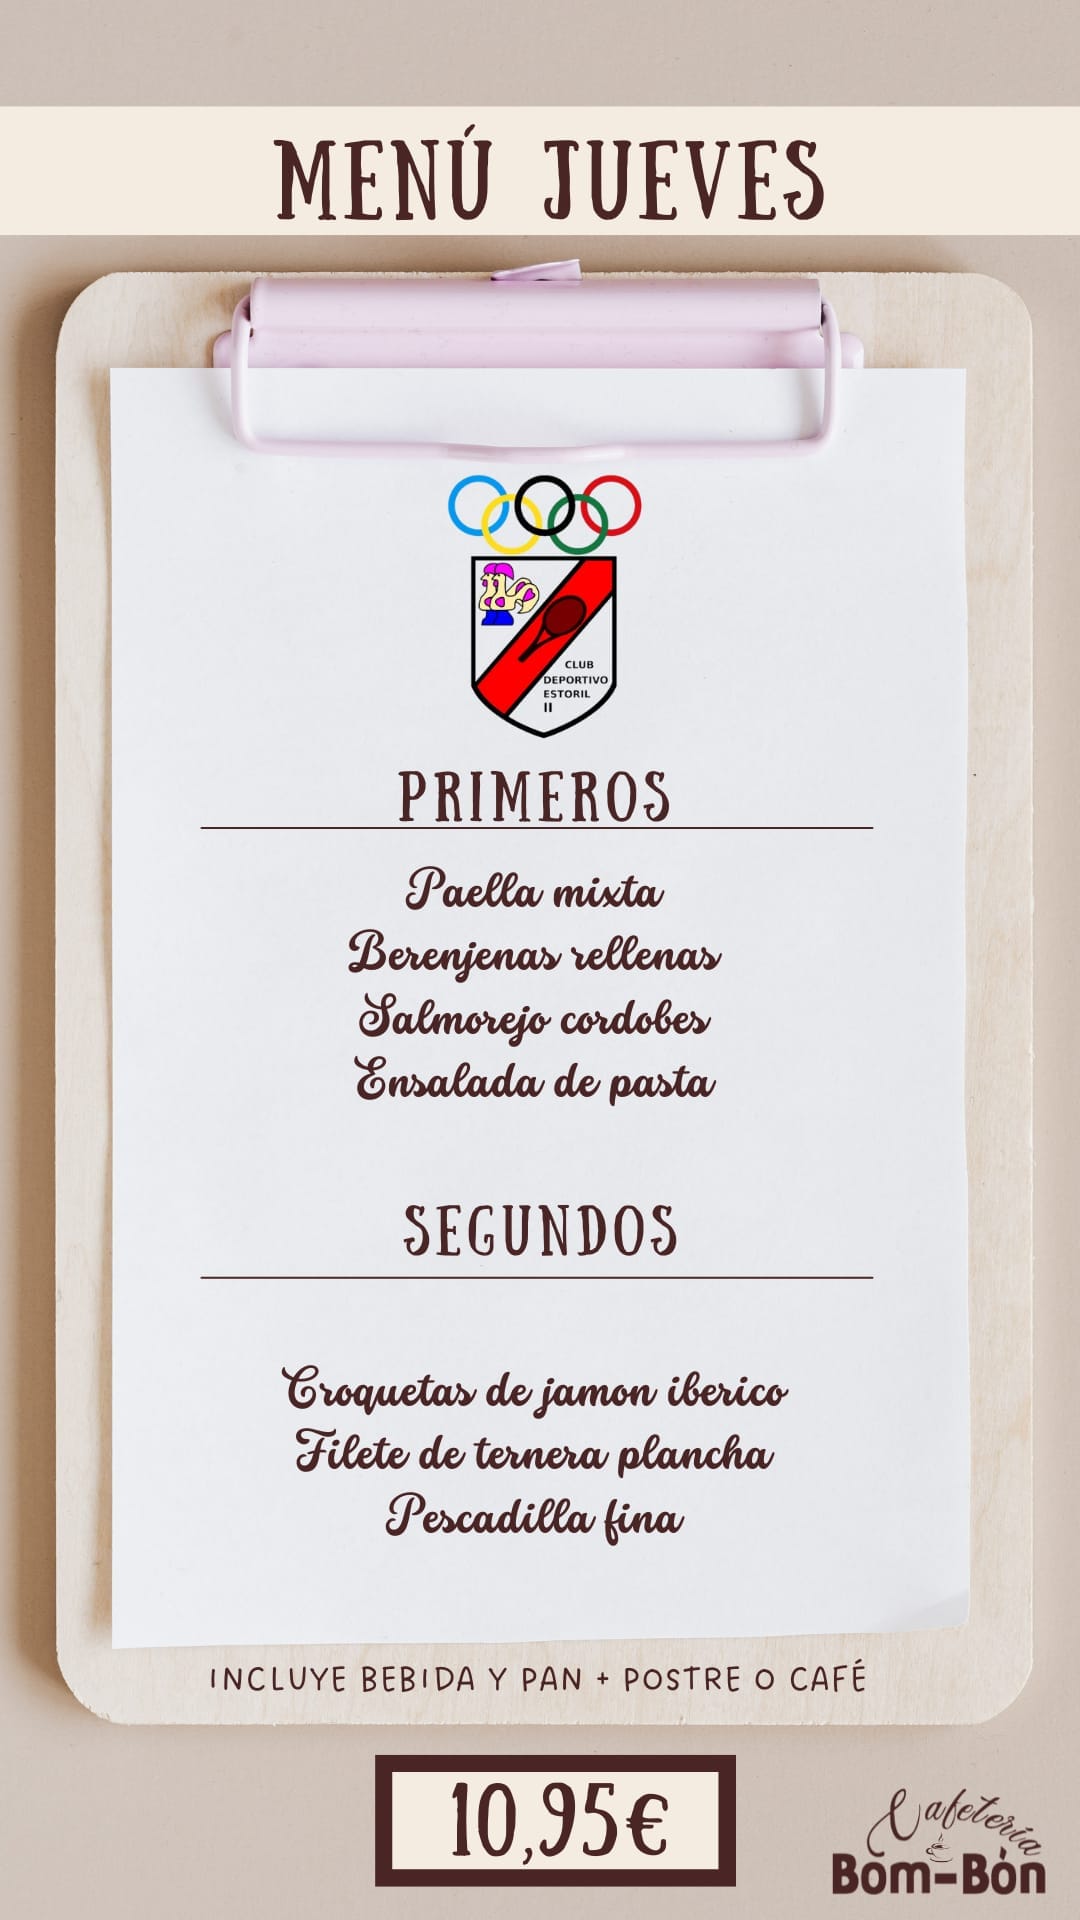 MENÚ JUEVES
CLUB
DEPORTIVO
ESTORIL
II
PRIMEROS
Paella mixta
Berenjenas rellenas
Salmorejo cordobes
Ensalada de pasta
SEGUNDOS
Croquetas de jamon iberico
Filete de ternera plancha
Pescadilla fina
INCLUYE BEBIDA Y PAN + POSTRE O CAFÉ
10,95€
Cafeteria
Bom-Bòn